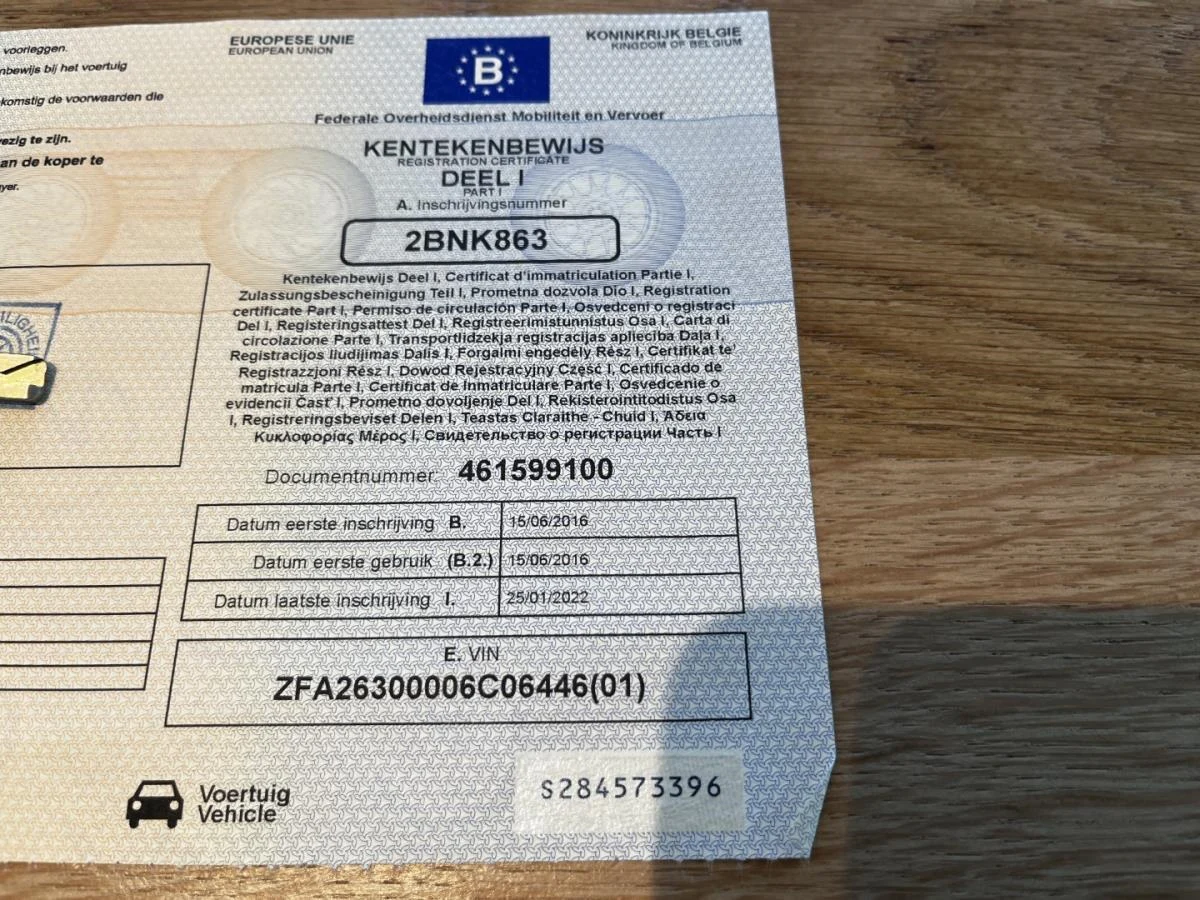 voorleggen.
nbewijs bij het voertuig
komstig de voorwaarden die
ezig te zijn.
an de koper te
yer.
EUROPESE UNIE
EUROPEAN UNION
B
KONINKRIJK BELGIE
KINGDOM OF BELGIUM
Federale Overheidsdienst Mobiliteit en Vervoer
KENTEKENBEWIJS
REGISTRATION CERTIFICATE
DEEL I
PART I
A. Inschrijvingsnummer
2BNK863
Kentekenbewijs Deel I, Certificat d'immatriculation Partie I,
Zulassungsbescheinigung Teil I, Prometna dozvola Dio I, Registration
certificate Part I, Permiso de circulación Parte I, Osvedceni o registraci
Del I, Registeringsattest Del I, Registreerimistunnistus Osa I, Carta di
circolazione Parte I, Transportlidzekja registracijas apliecība Daļa I,
Registracijos liudijimas Dalis I, Forgalmi engedély Rész I, Certifikat te'
Registrazzjoni Rész I, Dowod Rejestracyjny Część I, Certificado de
matricula Parte I, Certificat de Inmatriculare Parte I, Osvedcenie o
evidencii Časť I, Prometno dovoljenje Del I, Rekisterointitodistus Osa
I, Registreringsbeviset Delen I, Teastas Claraithe - Chuid I, Άδεια
Κυκλοφορίας Μέρος I, Свидетельство о регистрации Часть I
Documentnummer: 461599100
Datum eerste inschrijving B. 15/06/2016
Datum eerste gebruik (B.2.) 15/06/2016
Datum laatste inschrijving I. 25/01/2022
E. VIN
ZFA26300006C06446(01)
Voertuig
Vehicle
S284573396